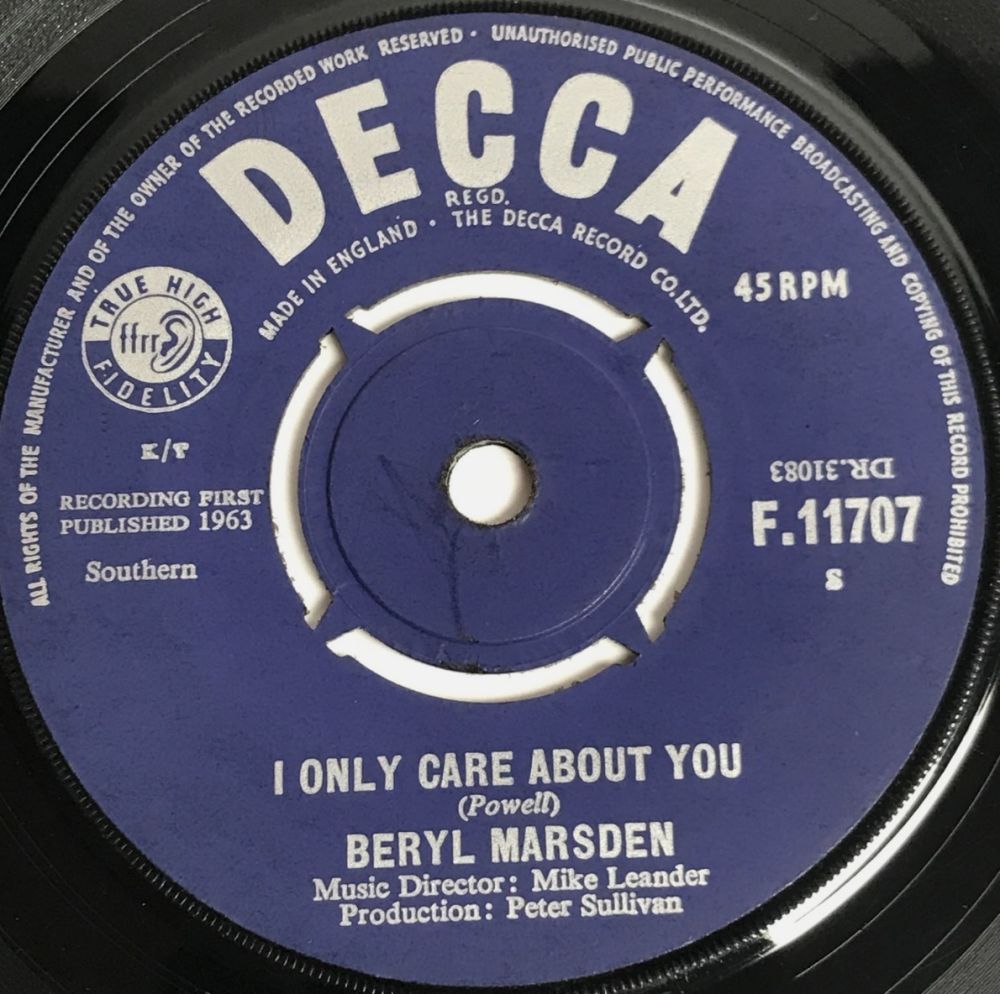 ALL RIGHTS OF THE MANUFACTURER AND OF THE OWNER OF THE RECORDED WORK RESERVED · UNAUTHORISED PUBLIC PERFORMANCE BROADCASTING AND COPYING OF THIS RECORD PROHIBITED
DECCA
REGD.
MADE IN ENGLAND · THE DECCA RECORD CO. LTD.
TRUE HIGH
ffrr
FIDELITY
45 RPM
K/T
RECORDING FIRST
PUBLISHED 1963
Southern
DR.31083
F.11707
S
I ONLY CARE ABOUT YOU
(Powell)
BERYL MARSDEN
Music Director: Mike Leander
Production: Peter Sullivan